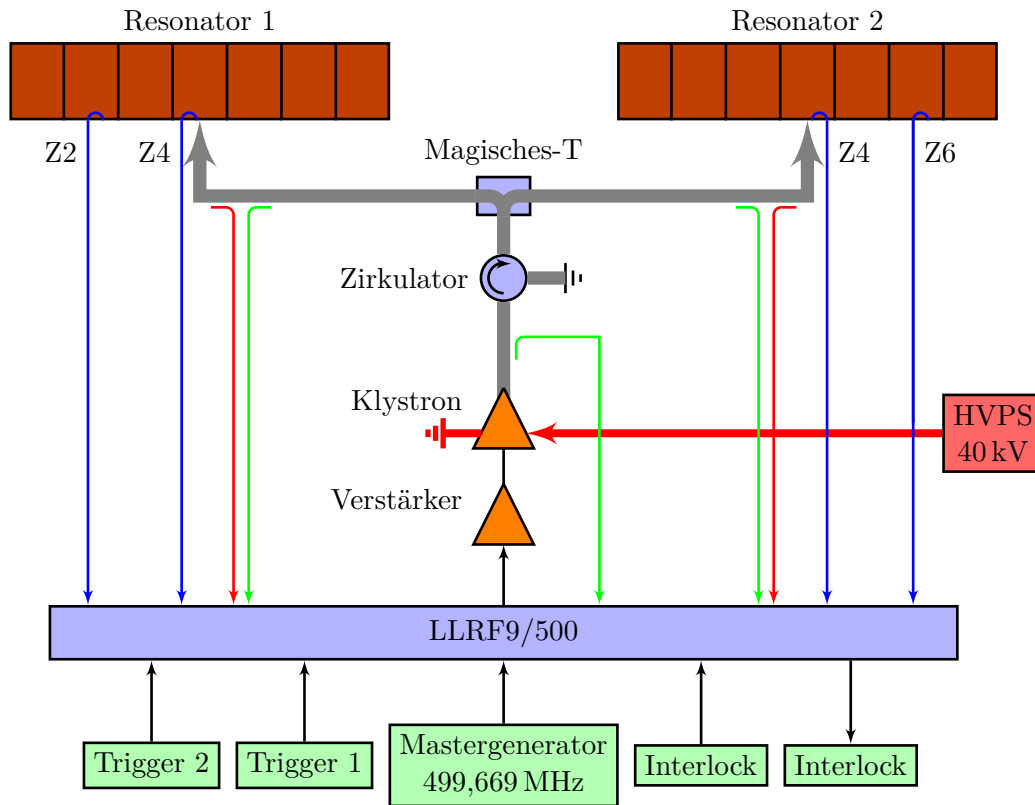 Resonator 1
Resonator 2
Z2
Z4
Magisches-T
Z4
Z6
Zirkulator
Klystron
HVPS
40 kV
Verstärker
LLRF9/500
Trigger 2
Trigger 1
Mastergenerator
499,669 MHz
Interlock
Interlock